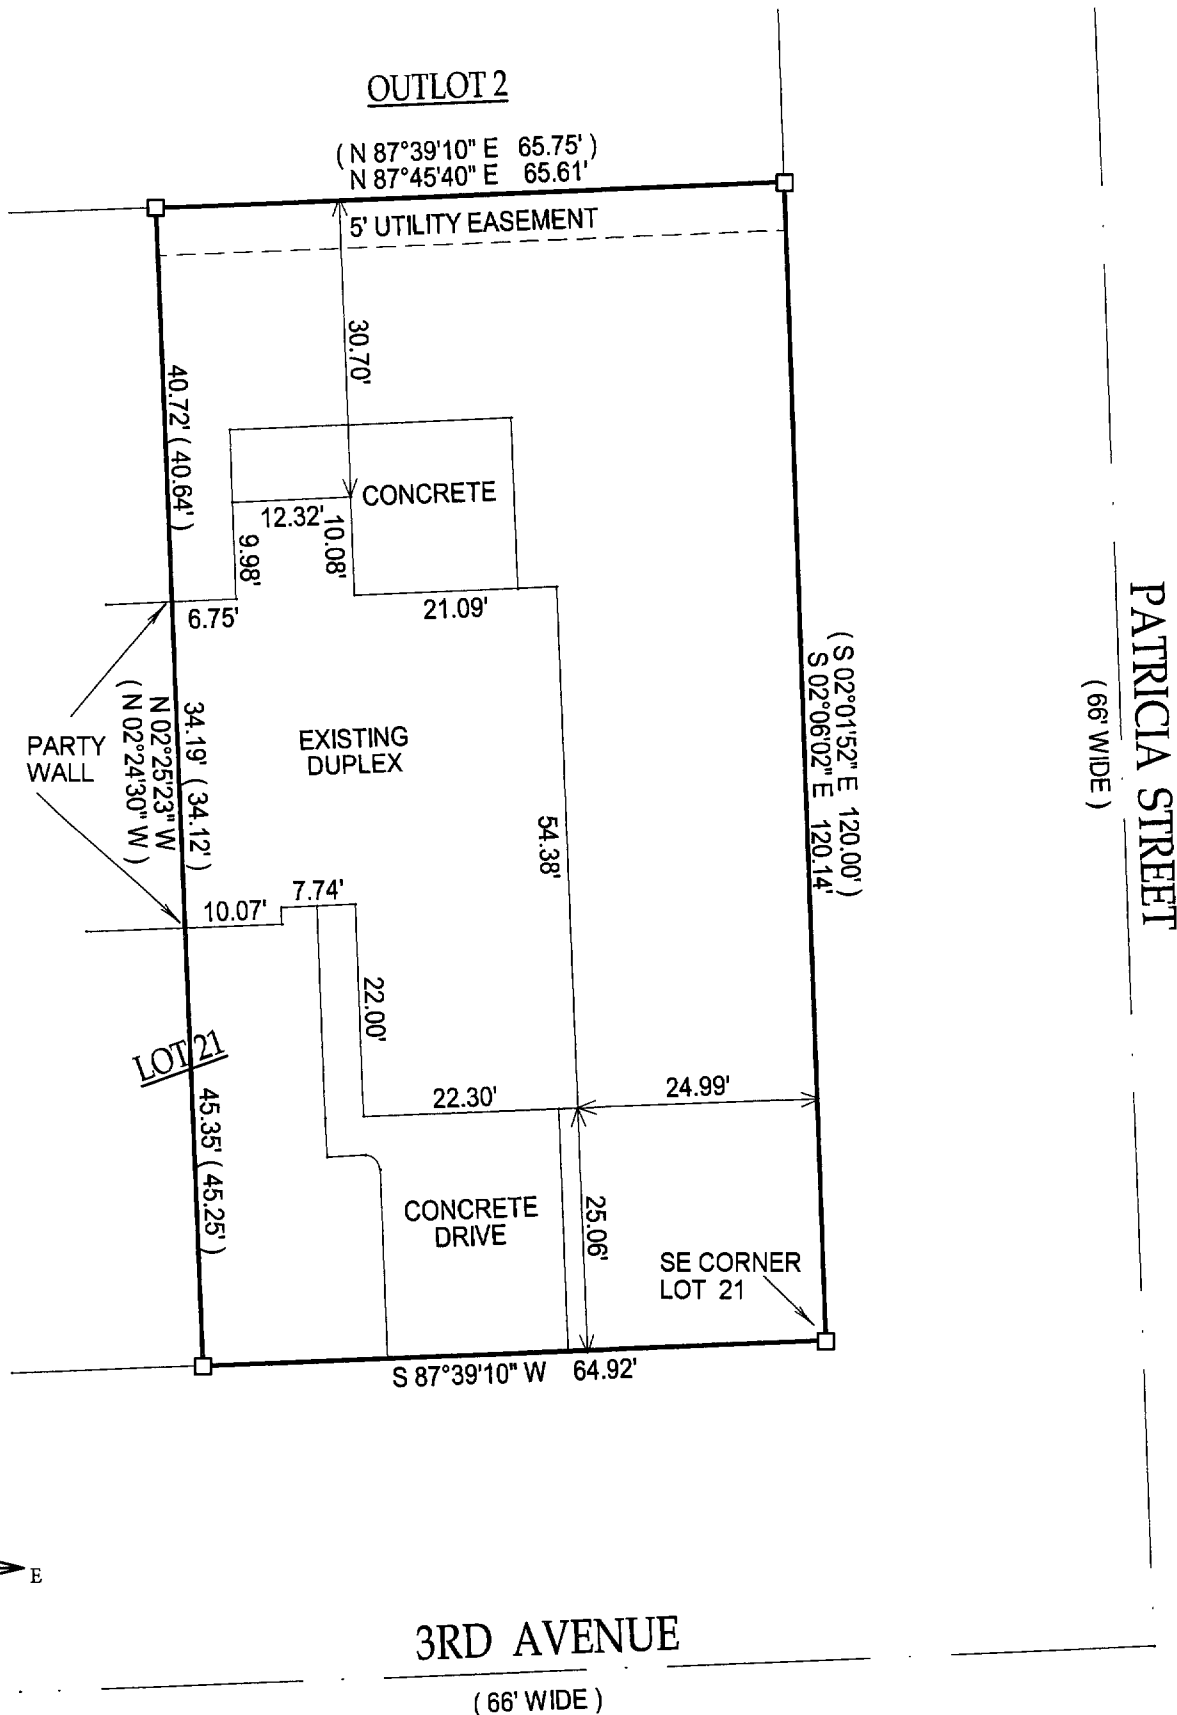 OUTLOT 2
( N 87°39'10" E 65.75' )
N 87°45'40" E 65.61'
5' UTILITY EASEMENT
30.70'
40.72' ( 40.64' )
CONCRETE
12.32'
10.08'
9.98'
6.75'
21.09'
PARTY
WALL
34.19' ( 34.12' )
N 02°25'23" W
( N 02°24'30" W )
EXISTING
DUPLEX
54.38'
( S 02°01'52" E 120.00' )
S 02°06'02" E 120.14'
PATRICIA STREET
( 66' WIDE )
7.74'
10.07'
22.00'
LOT 21
45.35' ( 45.25' )
22.30'
24.99'
CONCRETE
DRIVE
25.06'
SE CORNER
LOT 21
S 87°39'10" W 64.92'
E
3RD AVENUE
( 66' WIDE )